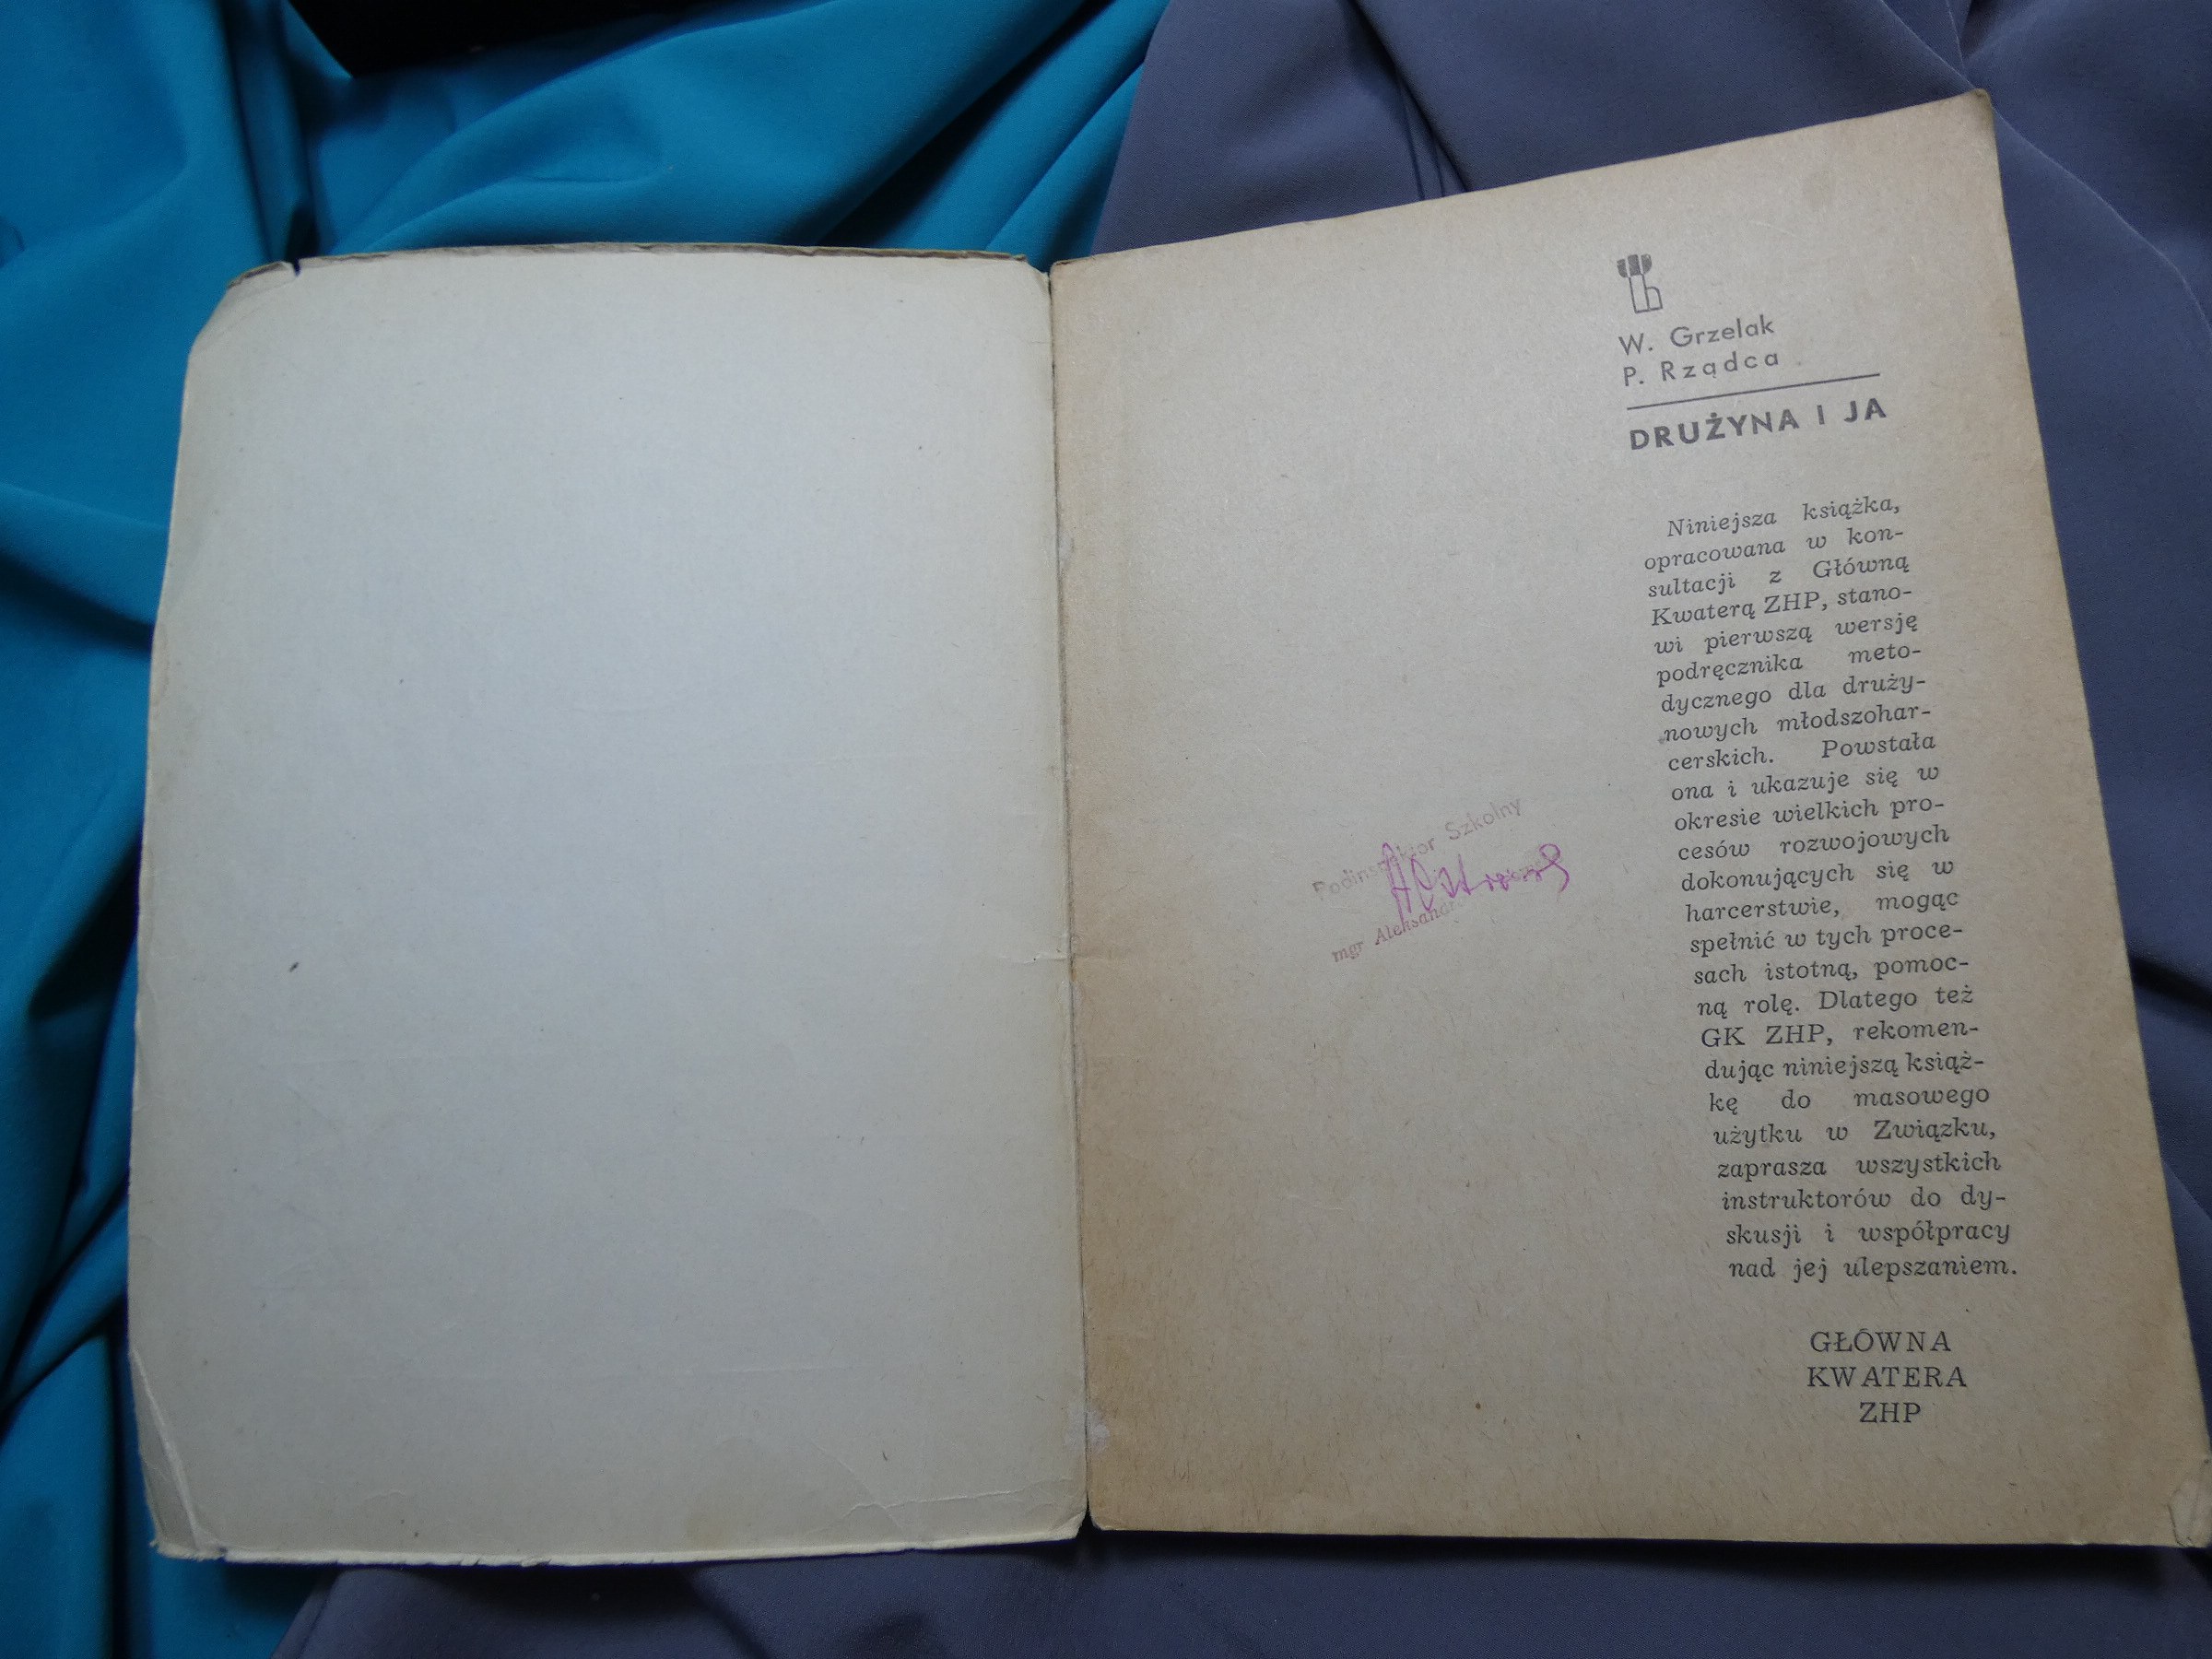 W. Grzelak
P. Rządca
DRUŻYNA I JA
Niniejsza książka,
opracowana w kon-
sultacji z Główną
Kwaterą ZHP, stano-
wi pierwszą wersję
podręcznika meto-
dycznego dla druży-
nowych młodszohar-
cerskich. Powstała
ona i ukazuje się w
okresie wielkich pro-
cesów rozwojowych
dokonujących się w
harcerstwie, mogąc
spełnić w tych proce-
sach istotną, pomoc-
ną rolę. Dlatego też
GK ZHP, rekomen-
dując niniejszą książ-
kę do masowego
użytku w Związku,
zaprasza wszystkich
instruktorów do dy-
skusji i współpracy
nad jej ulepszaniem.
GŁÓWNA
KWATERA
ZHP
Podinspektor Szkolny
mgr